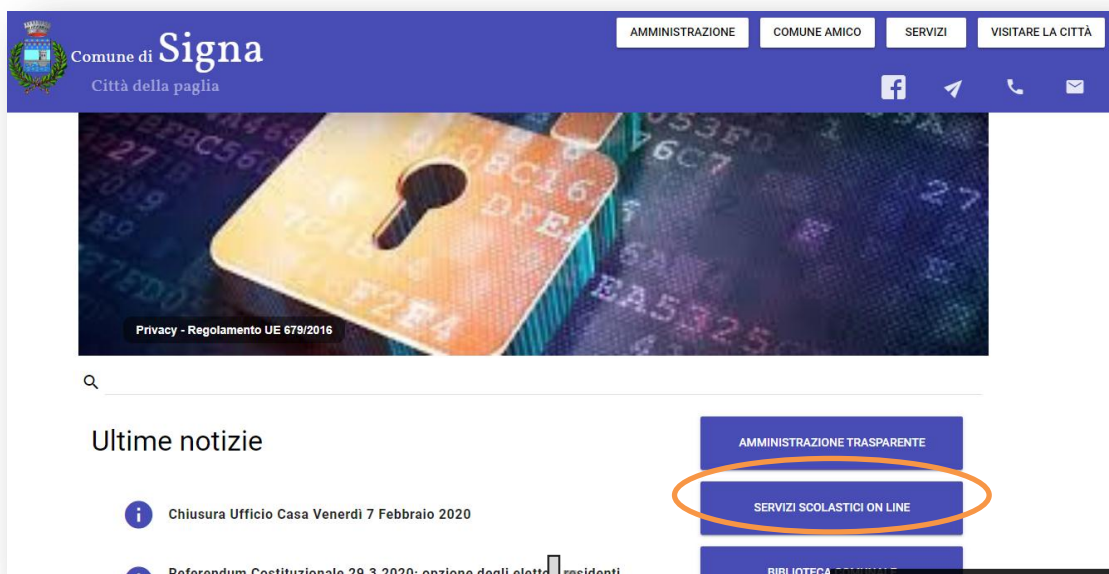 Comune di Signa
Città della paglia
AMMINISTRAZIONE
COMUNE AMICO
SERVIZI
VISITARE LA CITTÀ
Privacy - Regolamento UE 679/2016
Ultime notizie
AMMINISTRAZIONE TRASPARENTE
Chiusura Ufficio Casa Venerdì 7 Febbraio 2020
SERVIZI SCOLASTICI ON LINE
Referendum Costituzionale 29.3.2020: opzione degli residenti
BIBLIOTECA